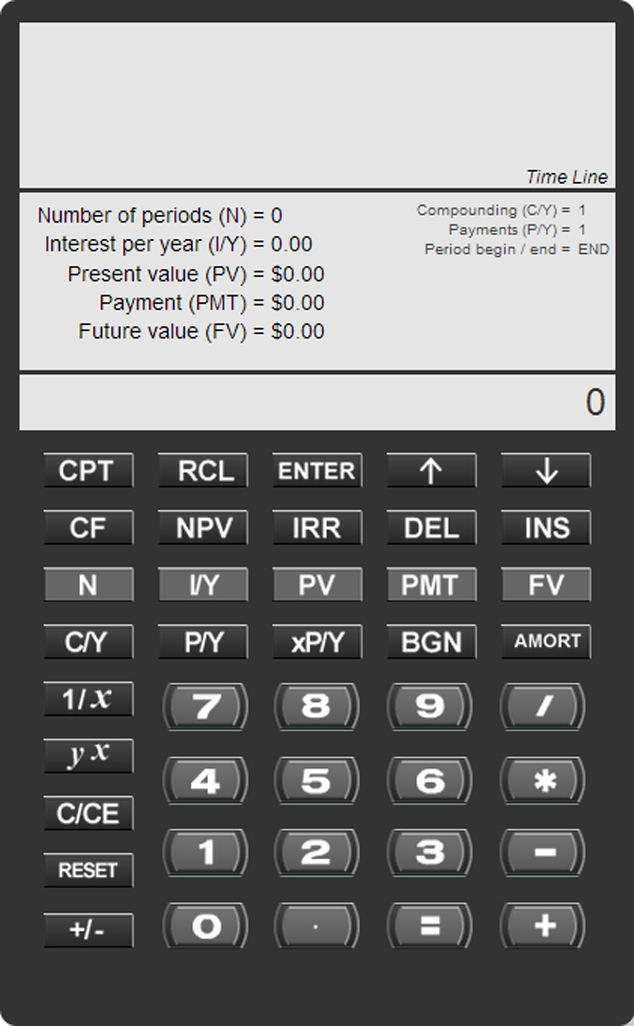 Time Line
Number of periods (N) = 0
Interest per year (I/Y) = 0.00
Present value (PV) = $0.00
Payment (PMT) = $0.00
Future value (FV) = $0.00
Compounding (C/Y) = 1
Payments (P/Y) = 1
Period begin / end = END
0
CPT RCL ENTER ↑ ↓
CF NPV IRR DEL INS
N I/Y PV PMT FV
C/Y P/Y xP/Y BGN AMORT
1/x 7 8 9 /
y x 4 5 6 *
C/CE 1 2 3 -
RESET
+/- 0 . = +